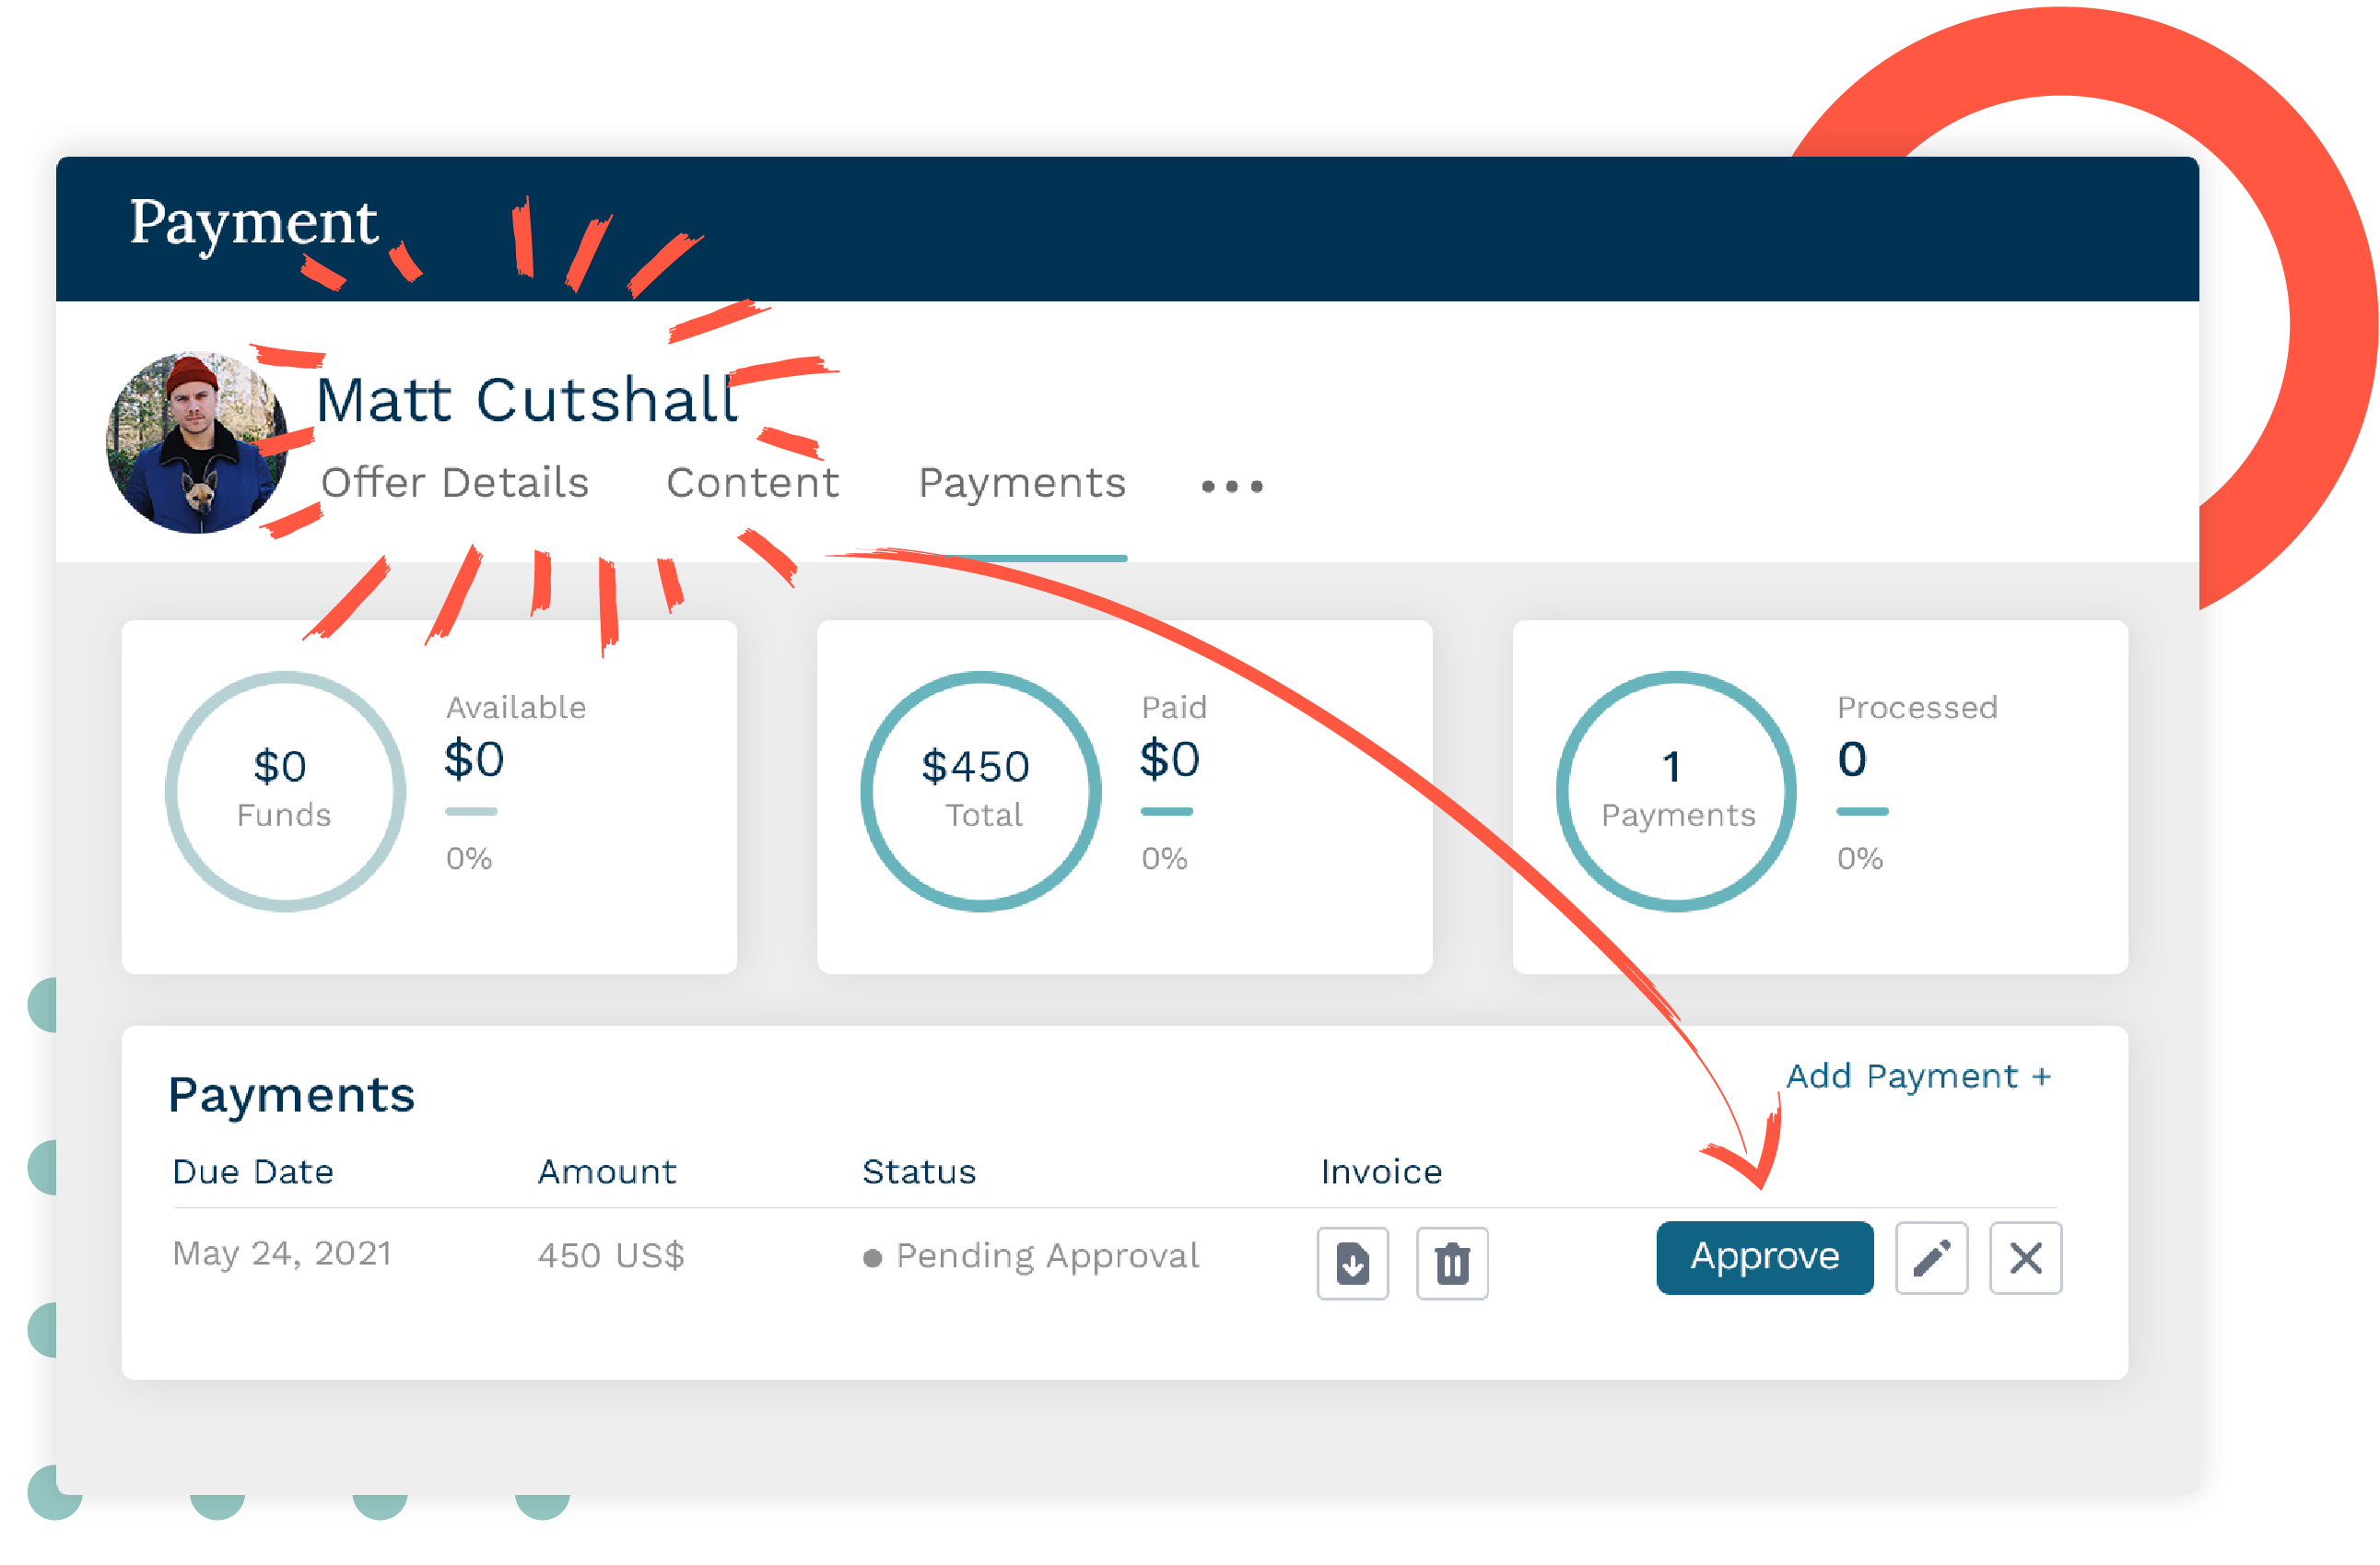 Payment
Matt Cutshall
Offer Details Content Payments •••
$0
Funds
Available
$0
0%
$450
Total
Paid
$0
0%
1
Payments
Processed
0
0%
Payments
Add Payment +
Due Date Amount Status Invoice
May 24, 2021 450 US$ Pending Approval Approve